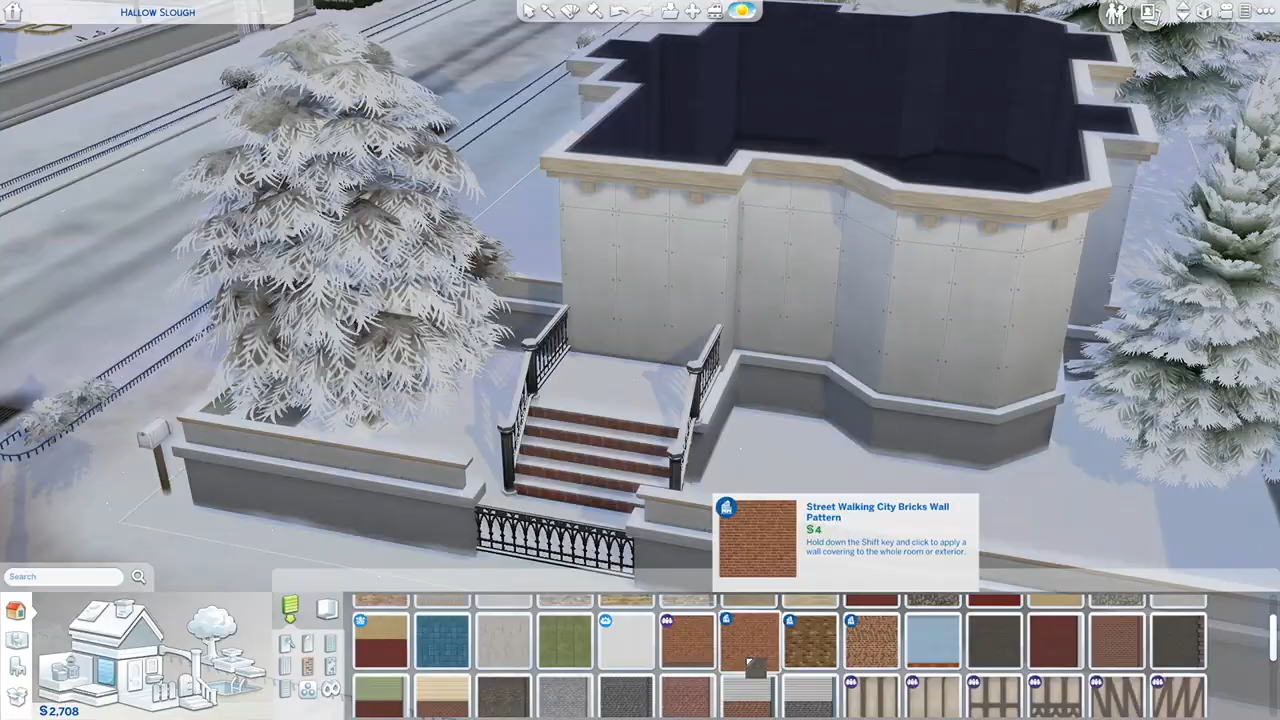 HALLOW SLOUGH
Street Walking City Bricks Wall
Pattern
§4
Hold down the Shift key and click to apply a
wall covering to the whole room or exterior.
Search
§2,708